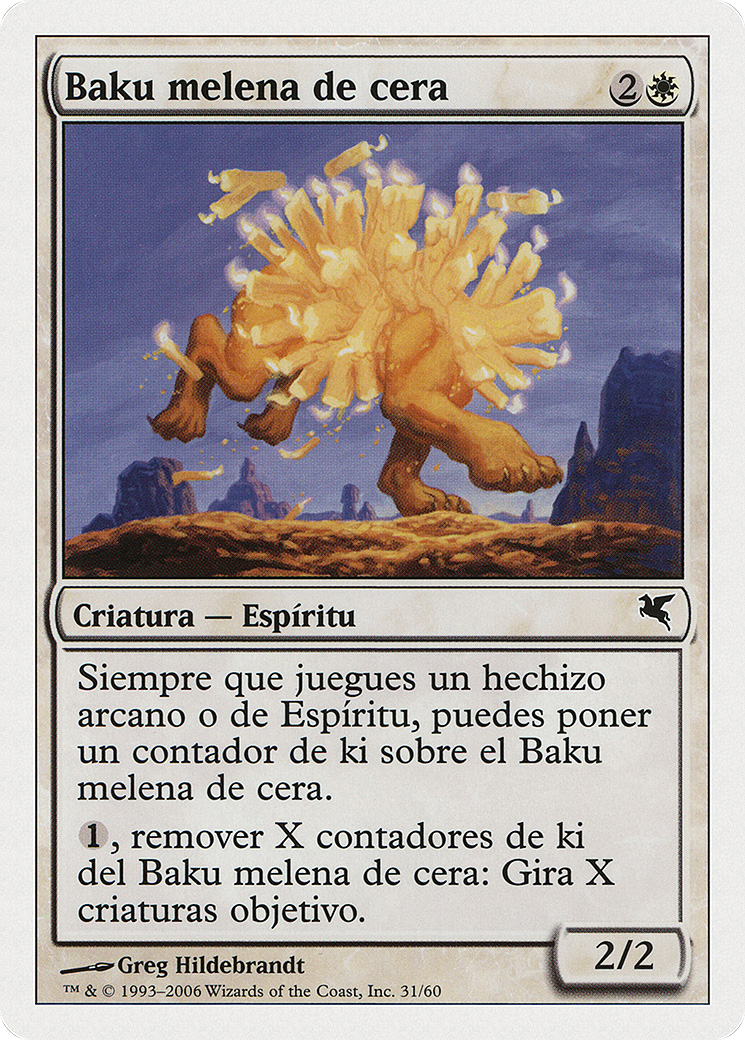 Baku melena de cera 2
Criatura — Espíritu
Siempre que juegues un hechizo
arcano o de Espíritu, puedes poner
un contador de ki sobre el Baku
melena de cera.
1, remover X contadores de ki
del Baku melena de cera: Gira X
criaturas objetivo.
2/2
Greg Hildebrandt
™ & © 1993–2006 Wizards of the Coast, Inc. 31/60